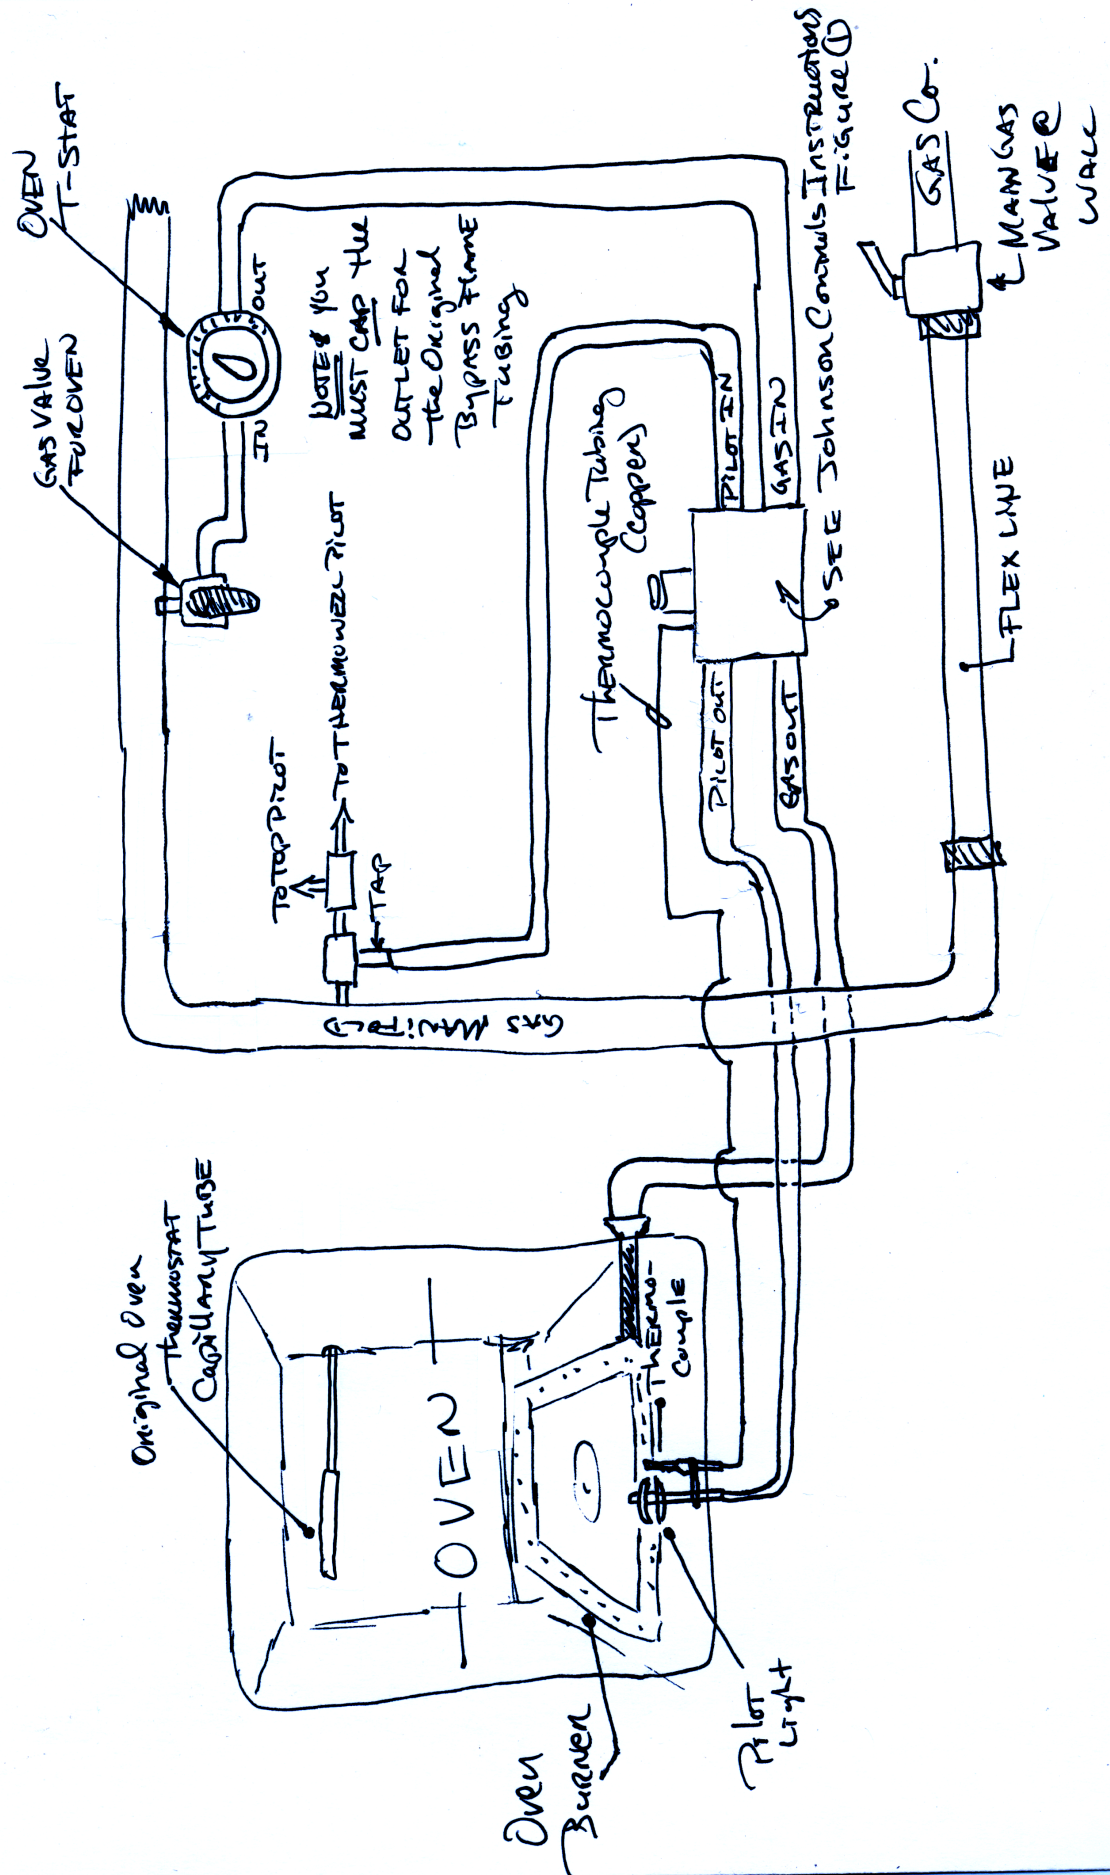 OVEN
T-STAT
GAS VALVE
FOR OVEN
IN
OUT
NOTE: YOU
MUST CAP the
OUTLET FOR
the Original
Bypass Flame
TUBING
TO TOP PILOT
TO THERMOWELL PILOT
TAP
GAS MANIFOLD
THERMOCOUPLE TUBING
(COPPER)
PILOT IN
GAS IN
PILOT OUT
GAS OUT
SEE Johnson Controls INSTRUCTIONS
FIGURE 1
GAS CO.
MAIN GAS
VALVE @
WALL
FLEX LINE
Original Oven
thermostat
Capillary Tube
OVEN
THERMO-
Couple
Oven
Burner
Pilot
Light